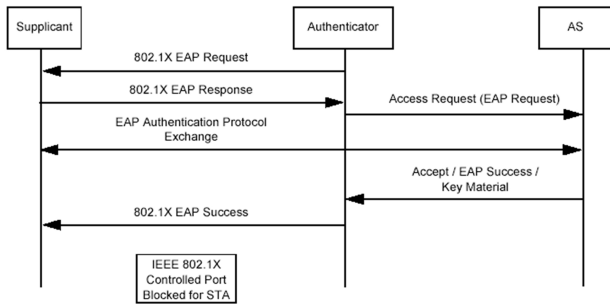 Supplicant
Authenticator
AS
802.1X EAP Request
802.1X EAP Response
Access Request (EAP Request)
EAP Authentication Protocol
Exchange
Accept / EAP Success /
Key Material
802.1X EAP Success
IEEE 802.1X
Controlled Port
Blocked for STA